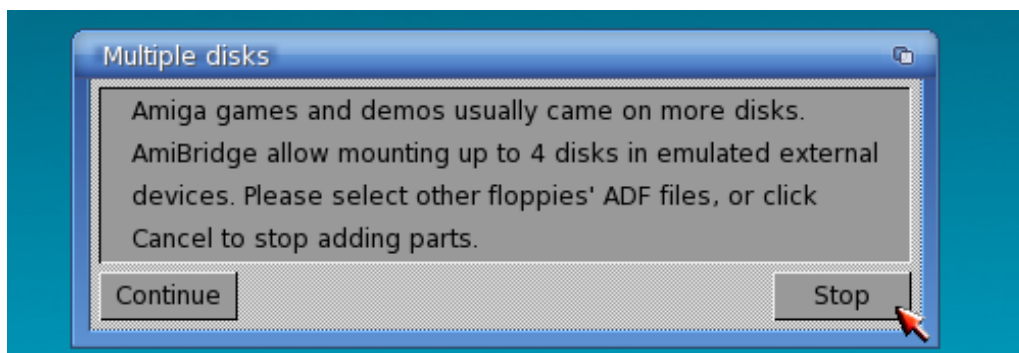 Multiple disks
Amiga games and demos usually came on more disks.
AmiBridge allow mounting up to 4 disks in emulated external
devices. Please select other floppies' ADF files, or click
Cancel to stop adding parts.
Continue
Stop